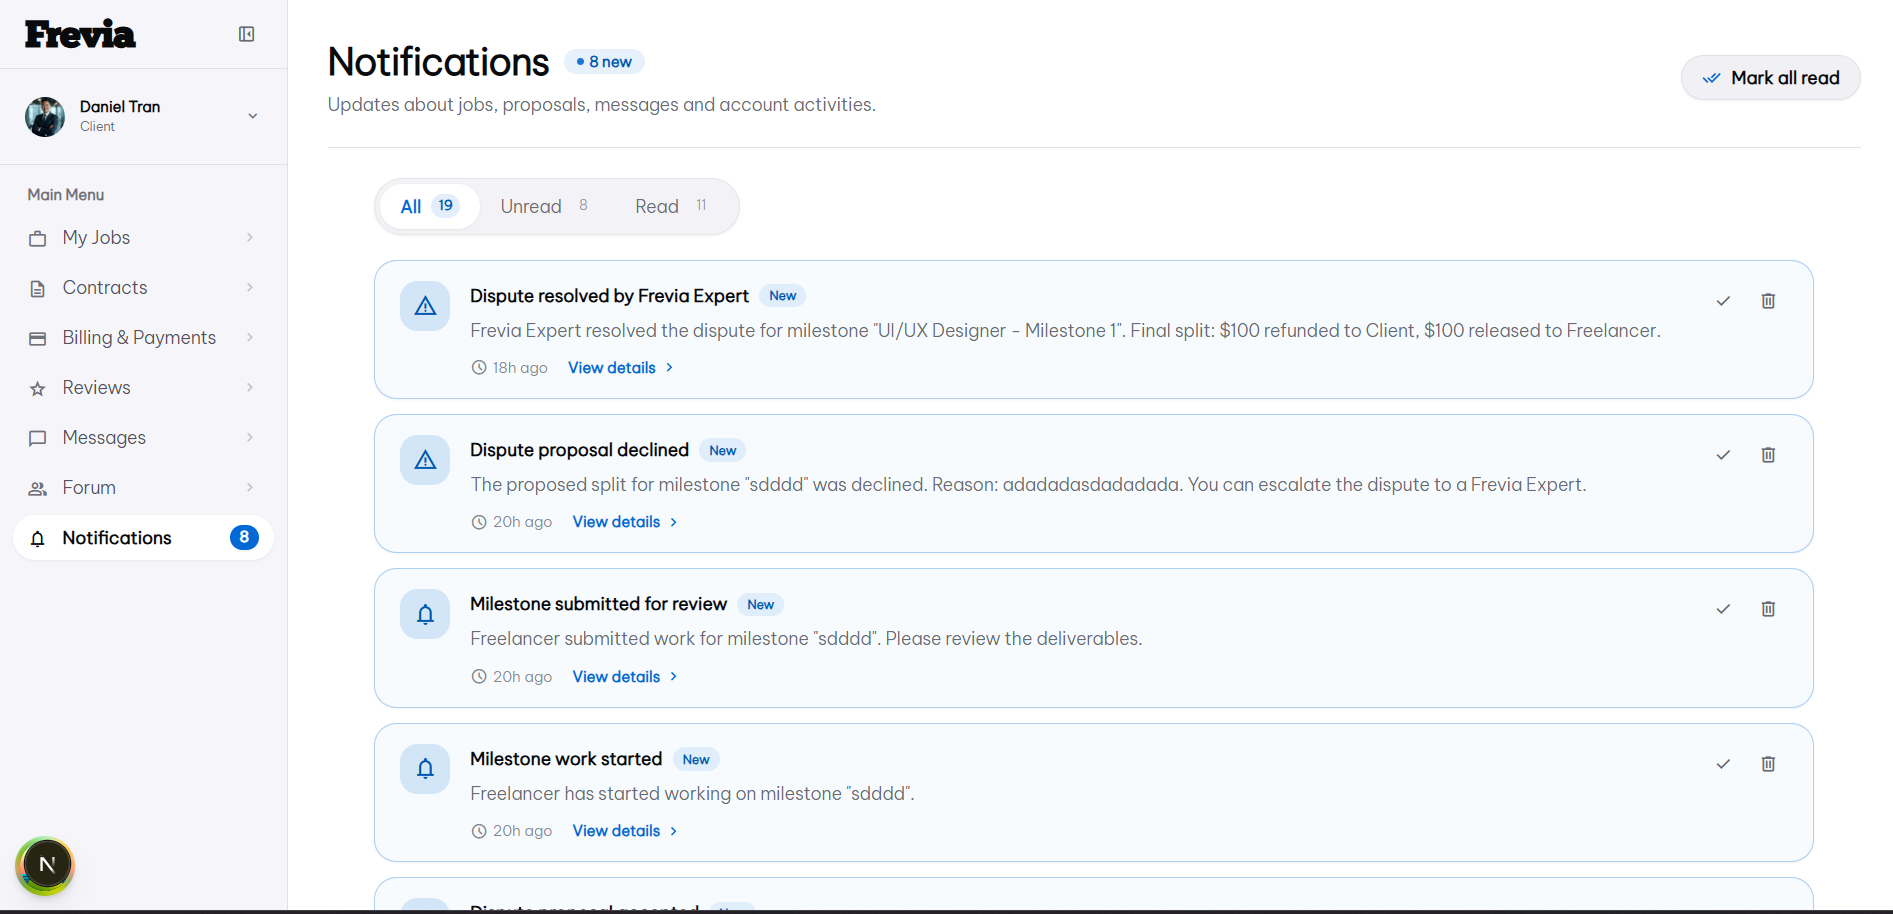 Frevia
Daniel Tran
Client
Main Menu
My Jobs
Contracts
Billing & Payments
Reviews
Messages
Forum
Notifications 8
N
Notifications 8 new
Updates about jobs, proposals, messages and account activities.
Mark all read
All 19 Unread 8 Read 11
Dispute resolved by Frevia Expert New
Frevia Expert resolved the dispute for milestone "UI/UX Designer - Milestone 1". Final split: $100 refunded to Client, $100 released to Freelancer.
18h ago View details
Dispute proposal declined New
The proposed split for milestone "sdddd" was declined. Reason: adadadasdadadada. You can escalate the dispute to a Frevia Expert.
20h ago View details
Milestone submitted for review New
Freelancer submitted work for milestone "sdddd". Please review the deliverables.
20h ago View details
Milestone work started New
Freelancer has started working on milestone "sdddd".
20h ago View details
Dispute proposal accepted